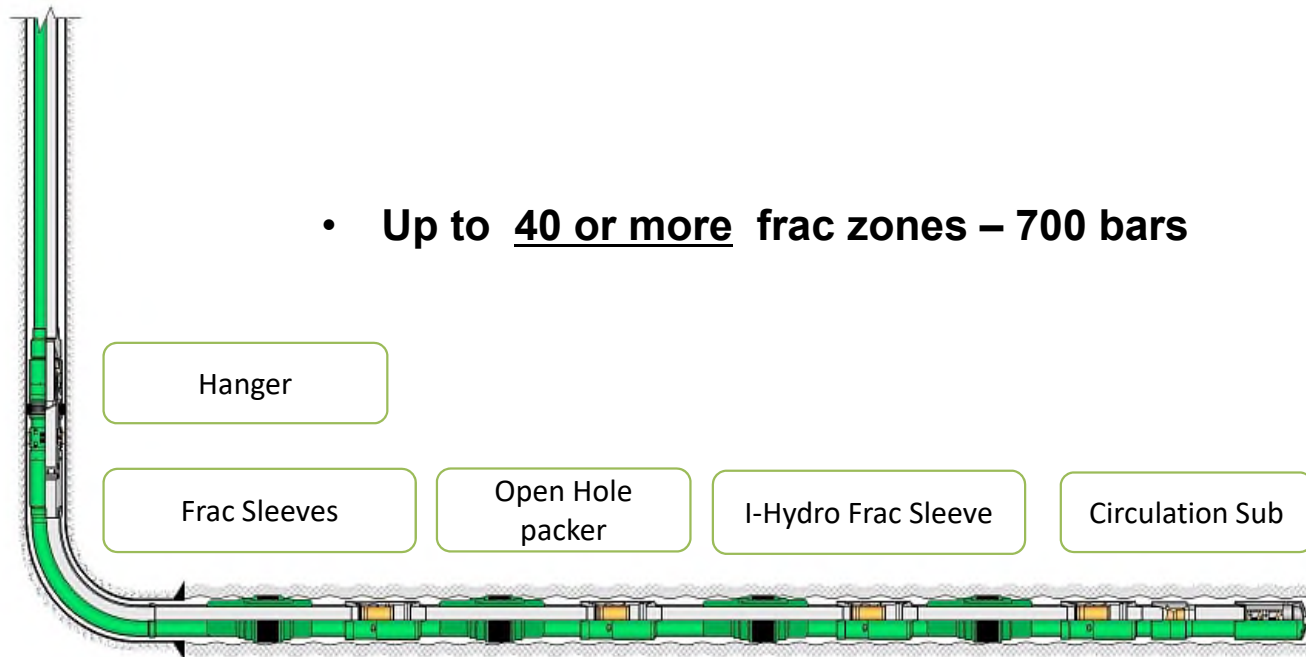 • Up to 40 or more frac zones – 700 bars
Hanger
Frac Sleeves
Open Hole
packer
I-Hydro Frac Sleeve
Circulation Sub